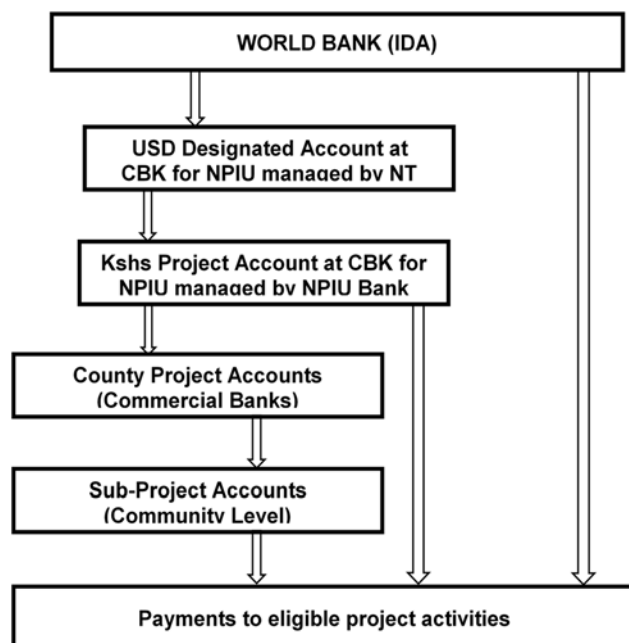 WORLD BANK (IDA)
USD Designated Account at
CBK for NPIU managed by NT
Kshs Project Account at CBK for
NPIU managed by NPIU Bank
County Project Accounts
(Commercial Banks)
Sub-Project Accounts
(Community Level)
Payments to eligible project activities